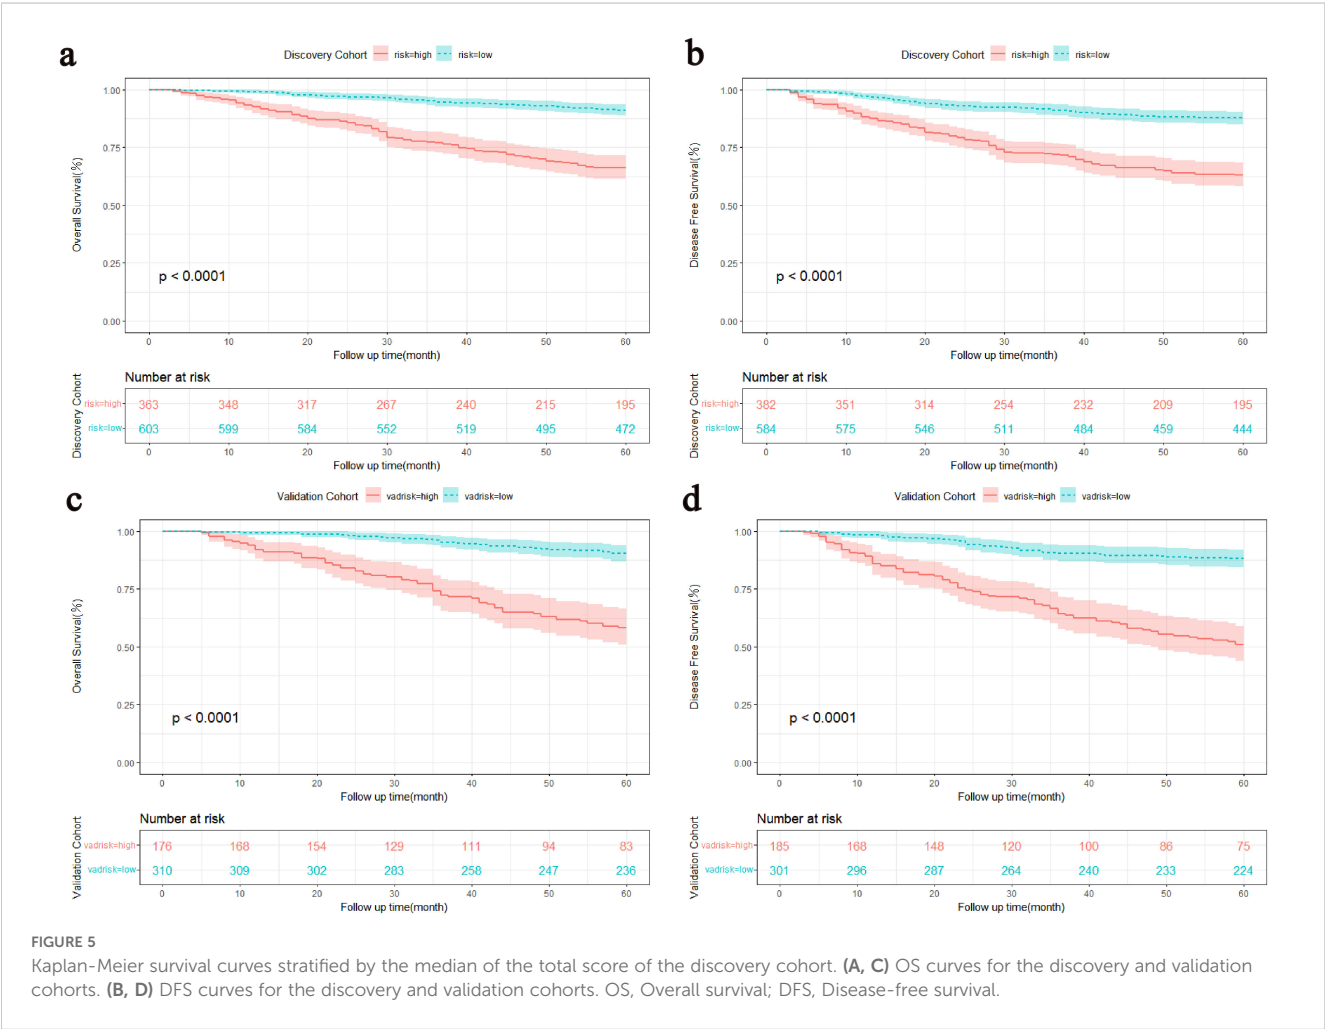 a
Discovery Cohort risk=high risk=low
Overall Survival(%)
1.00
0.75
0.50
0.25
0.00
p < 0.0001
0 10 20 30 40 50 60
Follow up time(month)
Number at risk
Discovery Cohort
risk=high 363 348 317 267 240 215 195
risk=low 603 599 584 552 519 495 472
0 10 20 30 40 50 60
Follow up time(month)
b
Discovery Cohort risk=high risk=low
Disease Free Survival(%)
1.00
0.75
0.50
0.25
0.00
p < 0.0001
0 10 20 30 40 50 60
Follow up time(month)
Number at risk
Discovery Cohort
risk=high 382 351 314 254 232 209 195
risk=low 584 575 546 511 484 459 444
0 10 20 30 40 50 60
Follow up time(month)
c
Validation Cohort vadrisk=high vadrisk=low
Overall Survival(%)
1.00
0.75
0.50
0.25
0.00
p < 0.0001
0 10 20 30 40 50 60
Follow up time(month)
Number at risk
Validation Cohort
vadrisk=high 176 168 154 129 111 94 83
vadrisk=low 310 309 302 283 258 247 236
0 10 20 30 40 50 60
Follow up time(month)
d
Validation Cohort vadrisk=high vadrisk=low
Disease Free Survival(%)
1.00
0.75
0.50
0.25
0.00
p < 0.0001
0 10 20 30 40 50 60
Follow up time(month)
Number at risk
Validation Cohort
vadrisk=high 185 168 148 120 100 86 75
vadrisk=low 301 296 287 264 240 233 224
0 10 20 30 40 50 60
Follow up time(month)
FIGURE 5
Kaplan-Meier survival curves stratified by the median of the total score of the discovery cohort. (A, C) OS curves for the discovery and validation
cohorts. (B, D) DFS curves for the discovery and validation cohorts. OS, Overall survival; DFS, Disease-free survival.